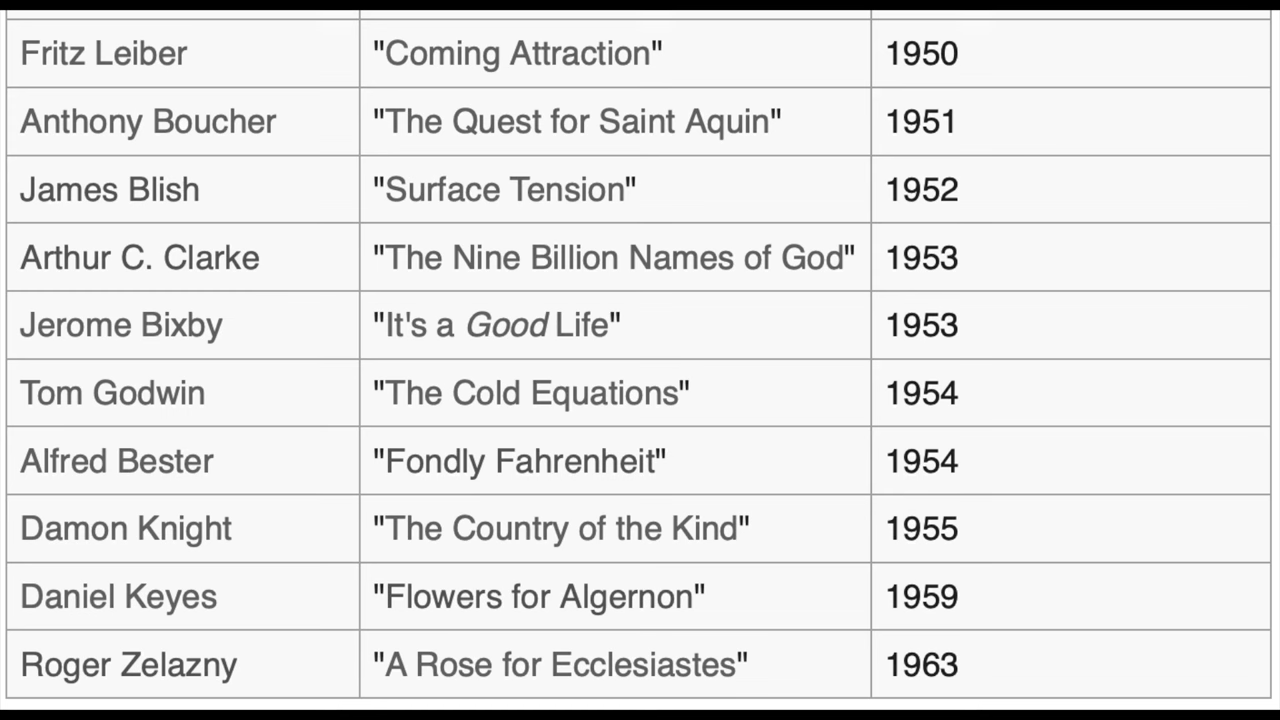 Fritz Leiber "Coming Attraction" 1950
Anthony Boucher "The Quest for Saint Aquin" 1951
James Blish "Surface Tension" 1952
Arthur C. Clarke "The Nine Billion Names of God" 1953
Jerome Bixby "It's a Good Life" 1953
Tom Godwin "The Cold Equations" 1954
Alfred Bester "Fondly Fahrenheit" 1954
Damon Knight "The Country of the Kind" 1955
Daniel Keyes "Flowers for Algernon" 1959
Roger Zelazny "A Rose for Ecclesiastes" 1963